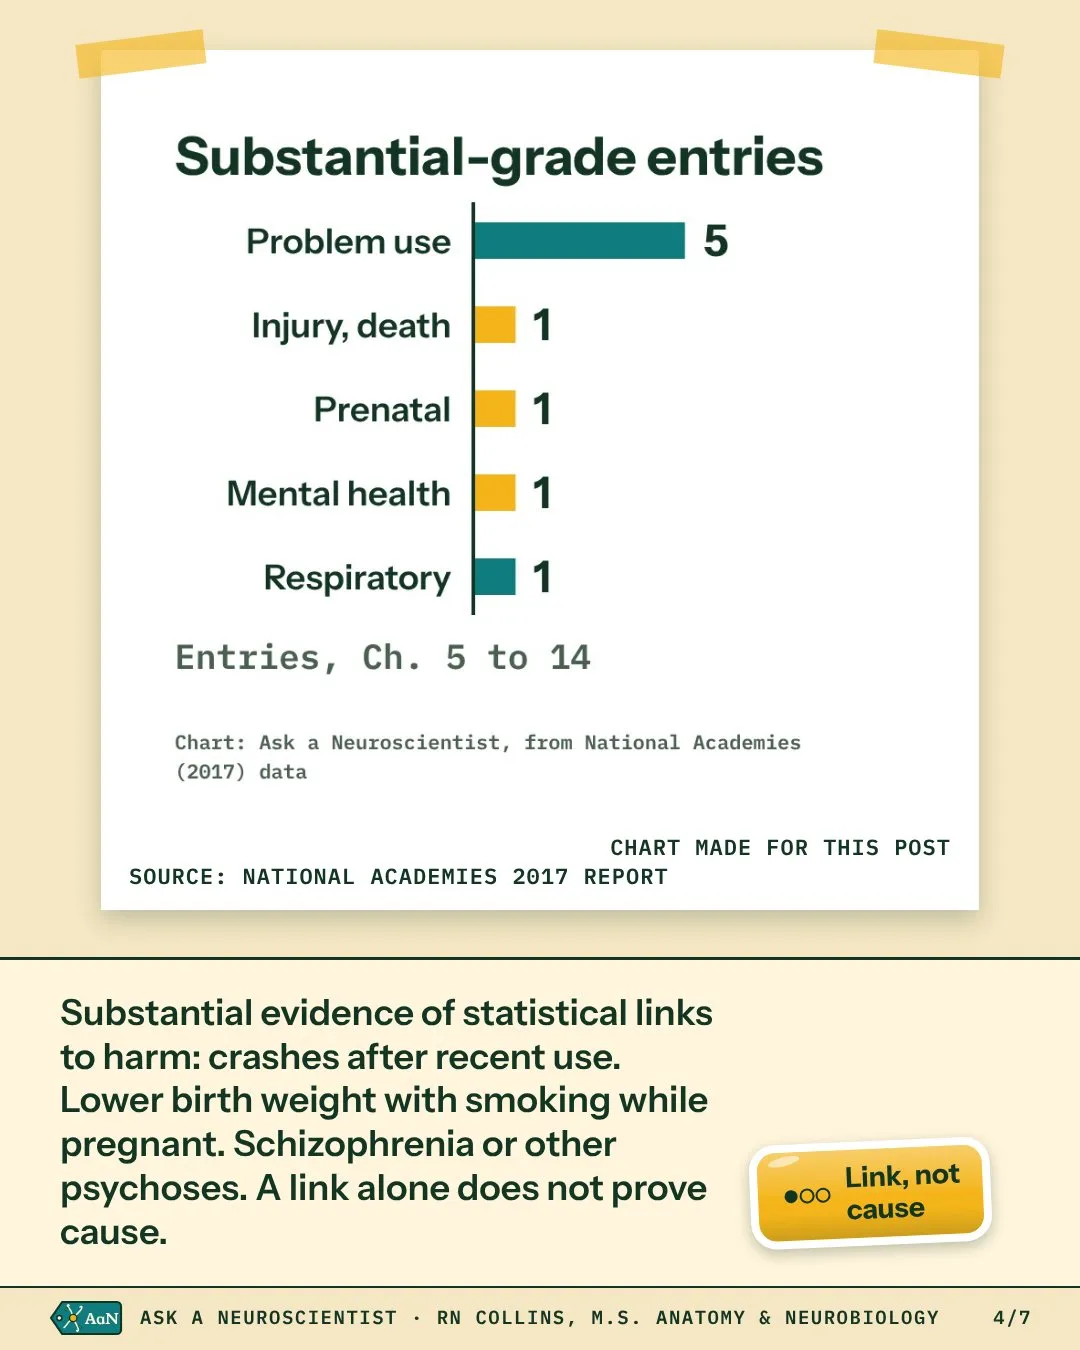 Substantial-grade entries
Problem use 5
Injury, death 1
Prenatal 1
Mental health 1
Respiratory 1
Entries, Ch. 5 to 14
Chart: Ask a Neuroscientist, from National Academies
(2017) data
CHART MADE FOR THIS POST
SOURCE: NATIONAL ACADEMIES 2017 REPORT
Substantial evidence of statistical links
to harm: crashes after recent use.
Lower birth weight with smoking while
pregnant. Schizophrenia or other
psychoses. A link alone does not prove
cause.
Link, not
cause
AaN ASK A NEUROSCIENTIST · RN COLLINS, M.S. ANATOMY & NEUROBIOLOGY 4/7